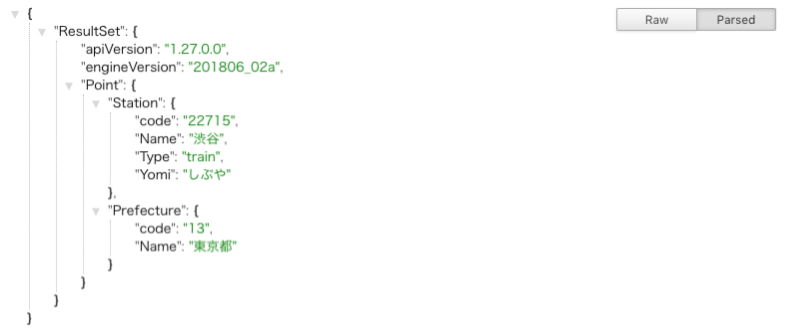 Raw Parsed
{
"ResultSet": {
"apiVersion": "1.27.0.0",
"engineVersion": "201806_02a",
"Point": {
"Station": {
"code": "22715",
"Name": "渋谷",
"Type": "train",
"Yomi": "しぶや"
},
"Prefecture": {
"code": "13",
"Name": "東京都"
}
}
}
}